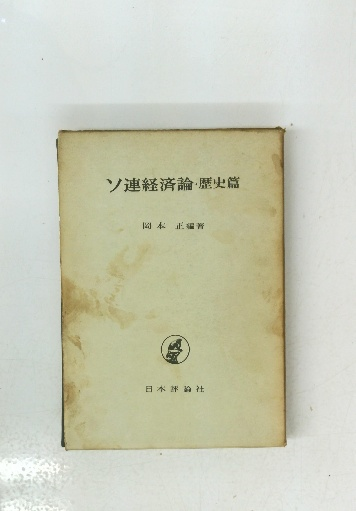 ソ連経済論・歴史篇
岡本 正編著
日本評論社